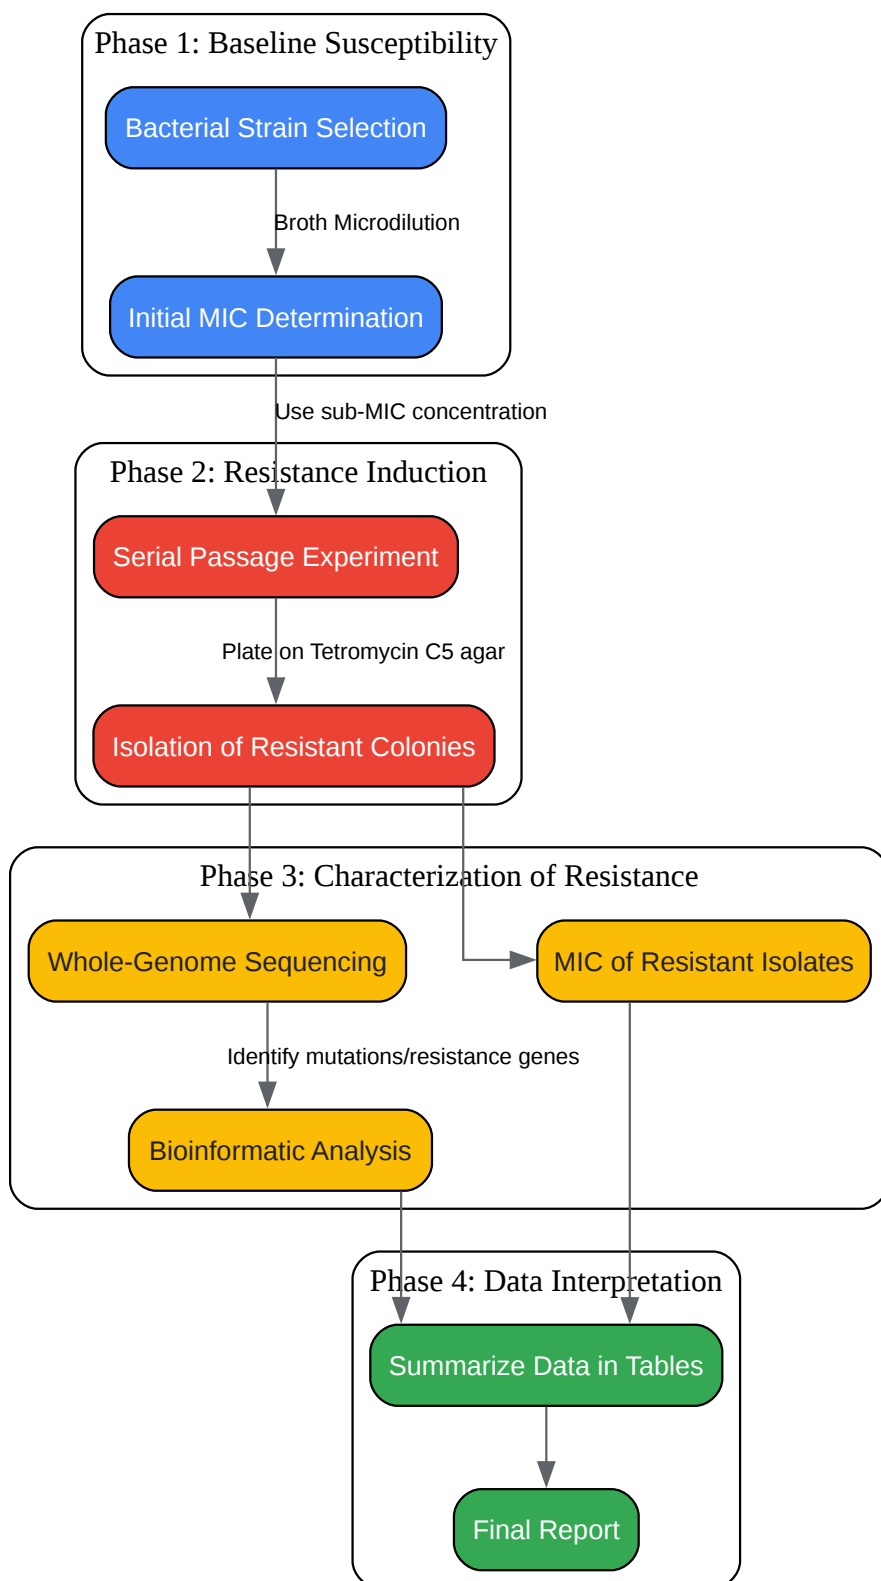 Phase 1: Baseline Susceptibility
Bacterial Strain Selection
Broth Microdilution
Initial MIC Determination
Use sub-MIC concentration
Phase 2: Resistance Induction
Serial Passage Experiment
Plate on Tetromycin C5 agar
Isolation of Resistant Colonies
Phase 3: Characterization of Resistance
Whole-Genome Sequencing
MIC of Resistant Isolates
Identify mutations/resistance genes
Bioinformatic Analysis
Phase 4: Data Interpretation
Summarize Data in Tables
Final Report